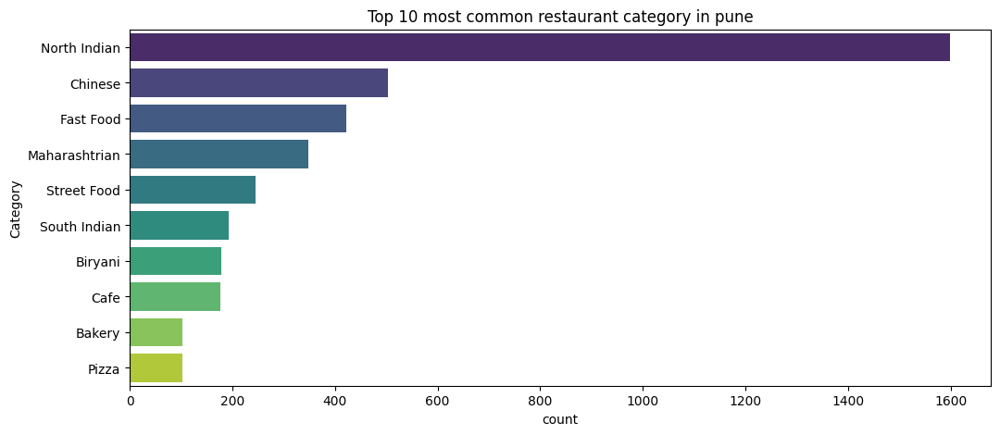 Top 10 most common restaurant category in pune
Category
North Indian
Chinese
Fast Food
Maharashtrian
Street Food
South Indian
Biryani
Cafe
Bakery
Pizza
0 200 400 600 800 1000 1200 1400 1600
count